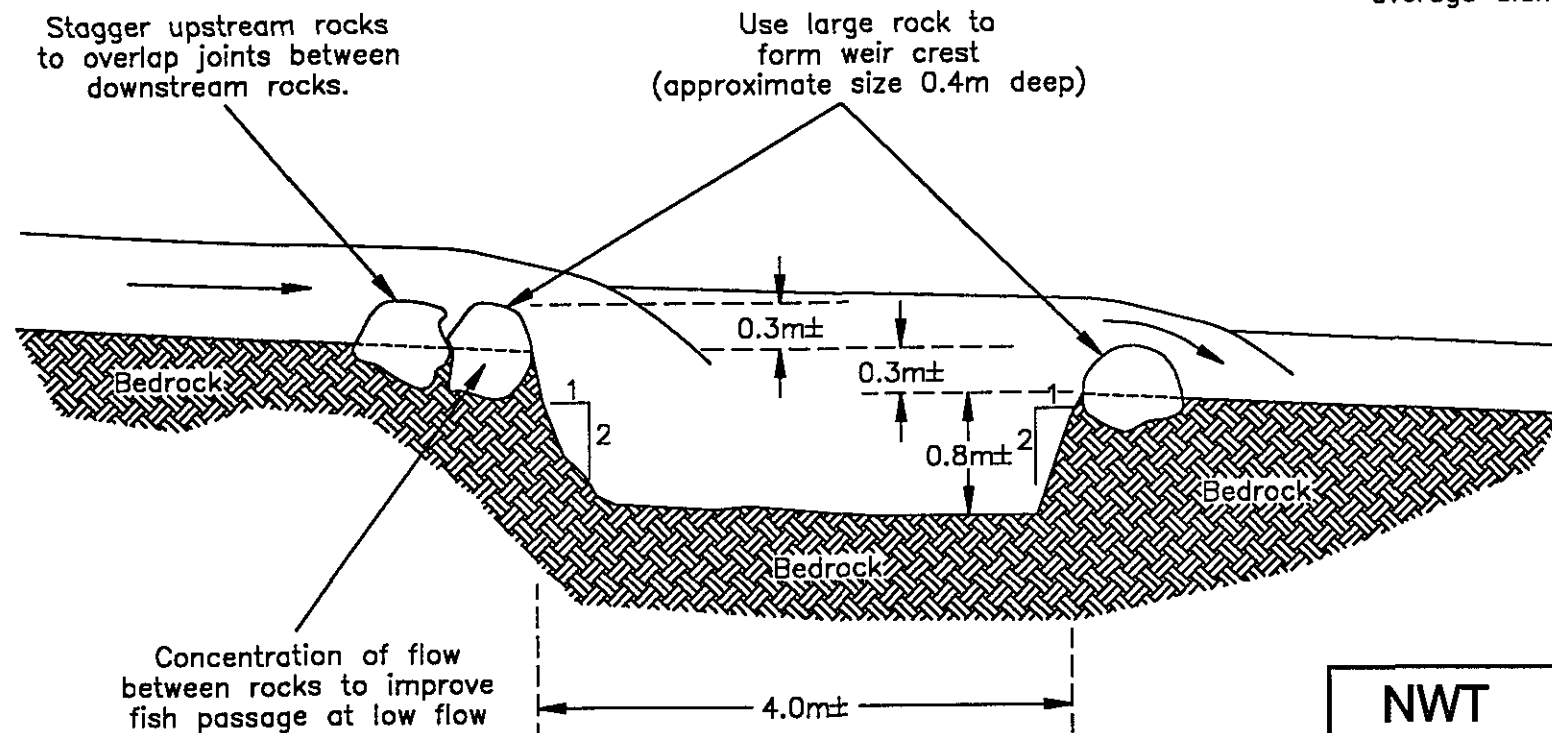 Stagger upstream rocks
to overlap joints between
downstream rocks.
Use large rock to
form weir crest
(approximate size 0.4m deep)
0.3m±
0.3m±
0.8m±
1
2
1
2
Bedrock
Bedrock
Bedrock
Concentration of flow
between rocks to improve
fish passage at low flow
4.0m±
NWT